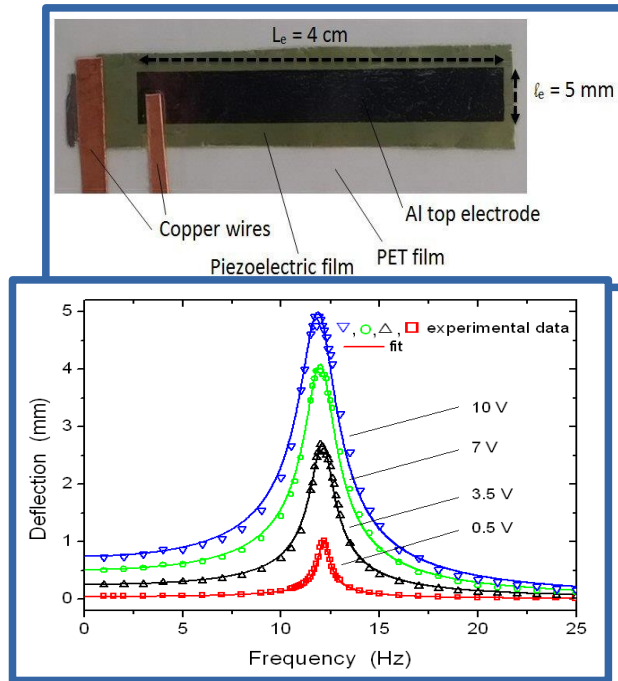 Lₑ = 4 cm
ℓₑ = 5 mm
Copper wires
Al top electrode
PET film
Piezoelectric film
5
4
3
2
1
0
Deflection (mm)
▽, ○, △, □ experimental data
fit
10 V
7 V
3.5 V
0.5 V
0 5 10 15 20 25
Frequency (Hz)